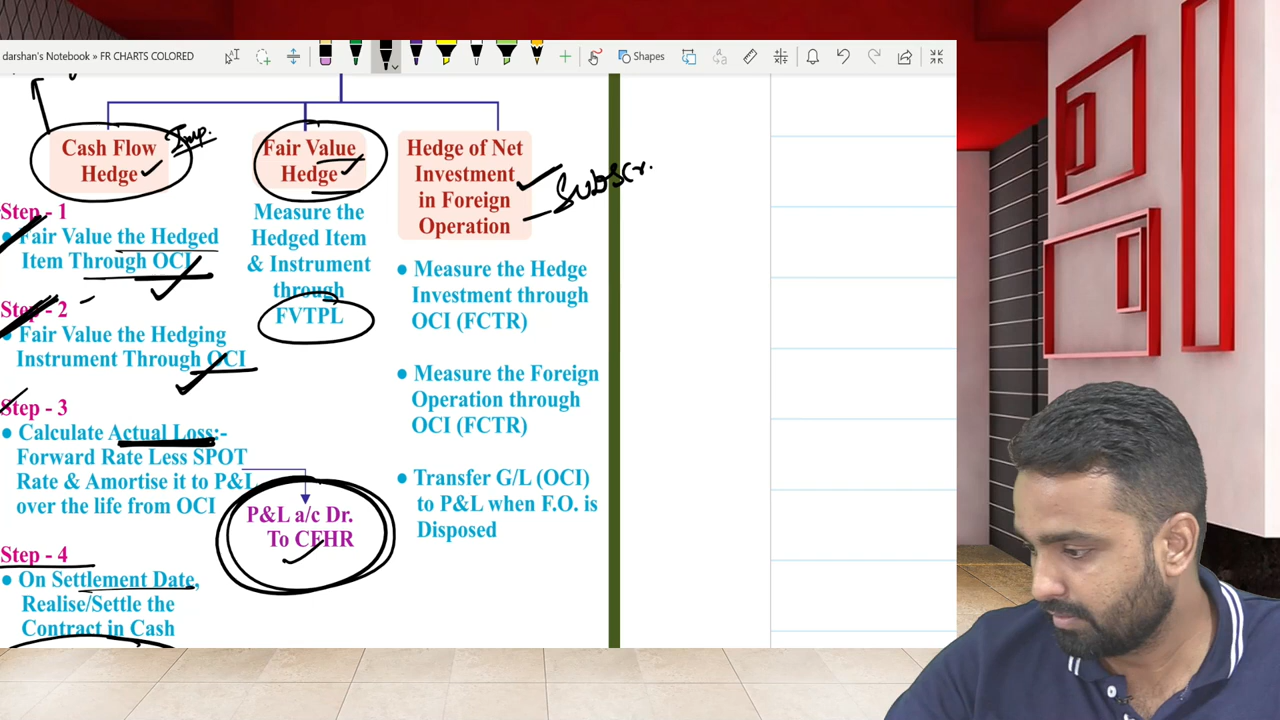 darshan's Notebook » FR CHARTS COLORED
Shapes
Cash Flow
Hedge
Imp.
Step - 1
• Fair Value the Hedged
Item Through OCI
Step - 2
• Fair Value the Hedging
Instrument Through OCI
Step - 3
• Calculate Actual Loss:-
Forward Rate Less SPOT
Rate & Amortise it to P&L
over the life from OCI
P&L a/c Dr.
To CFHR
Step - 4
• On Settlement Date,
Realise/Settle the
Contract in Cash
Fair Value
Hedge
Measure the
Hedged Item
& Instrument
through
FVTPL
Hedge of Net
Investment
in Foreign
Operation
Subscr.
• Measure the Hedge
Investment through
OCI (FCTR)
• Measure the Foreign
Operation through
OCI (FCTR)
• Transfer G/L (OCI)
to P&L when F.O. is
Disposed